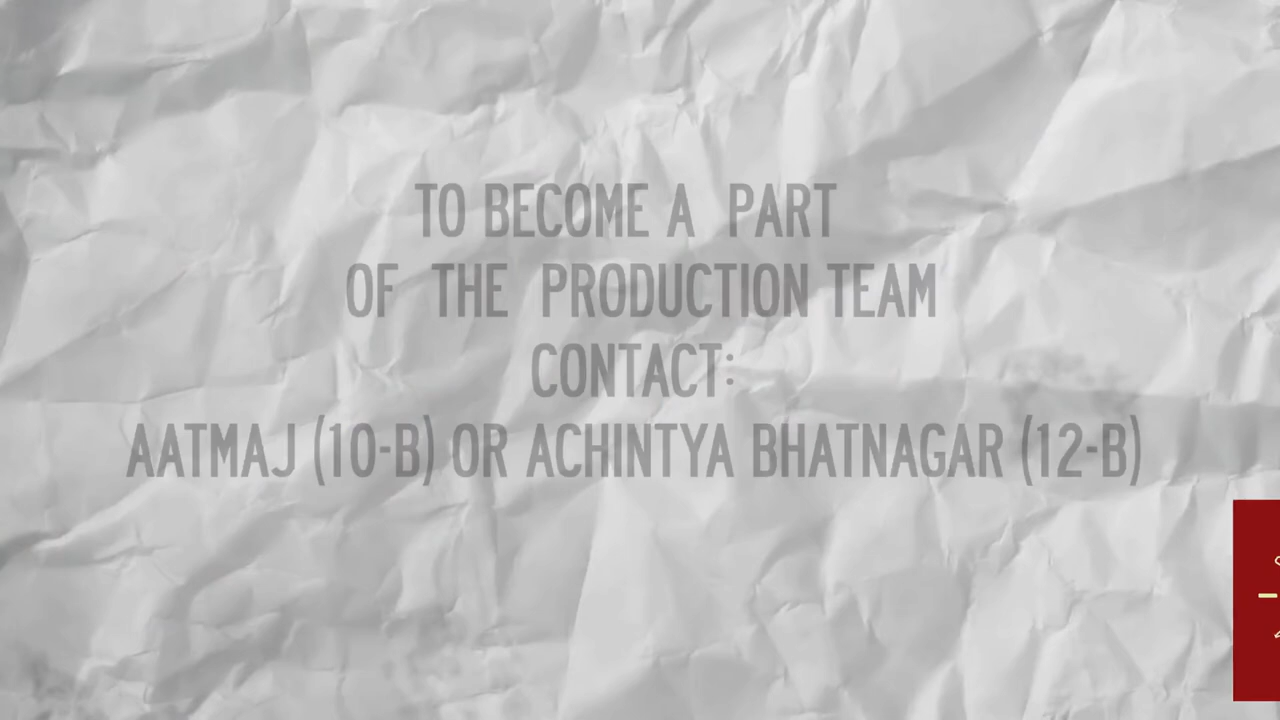 TO BECOME A PART
OF THE PRODUCTION TEAM
CONTACT:
AATMAJ (10-B) OR ACHINTYA BHATNAGAR (12-B)